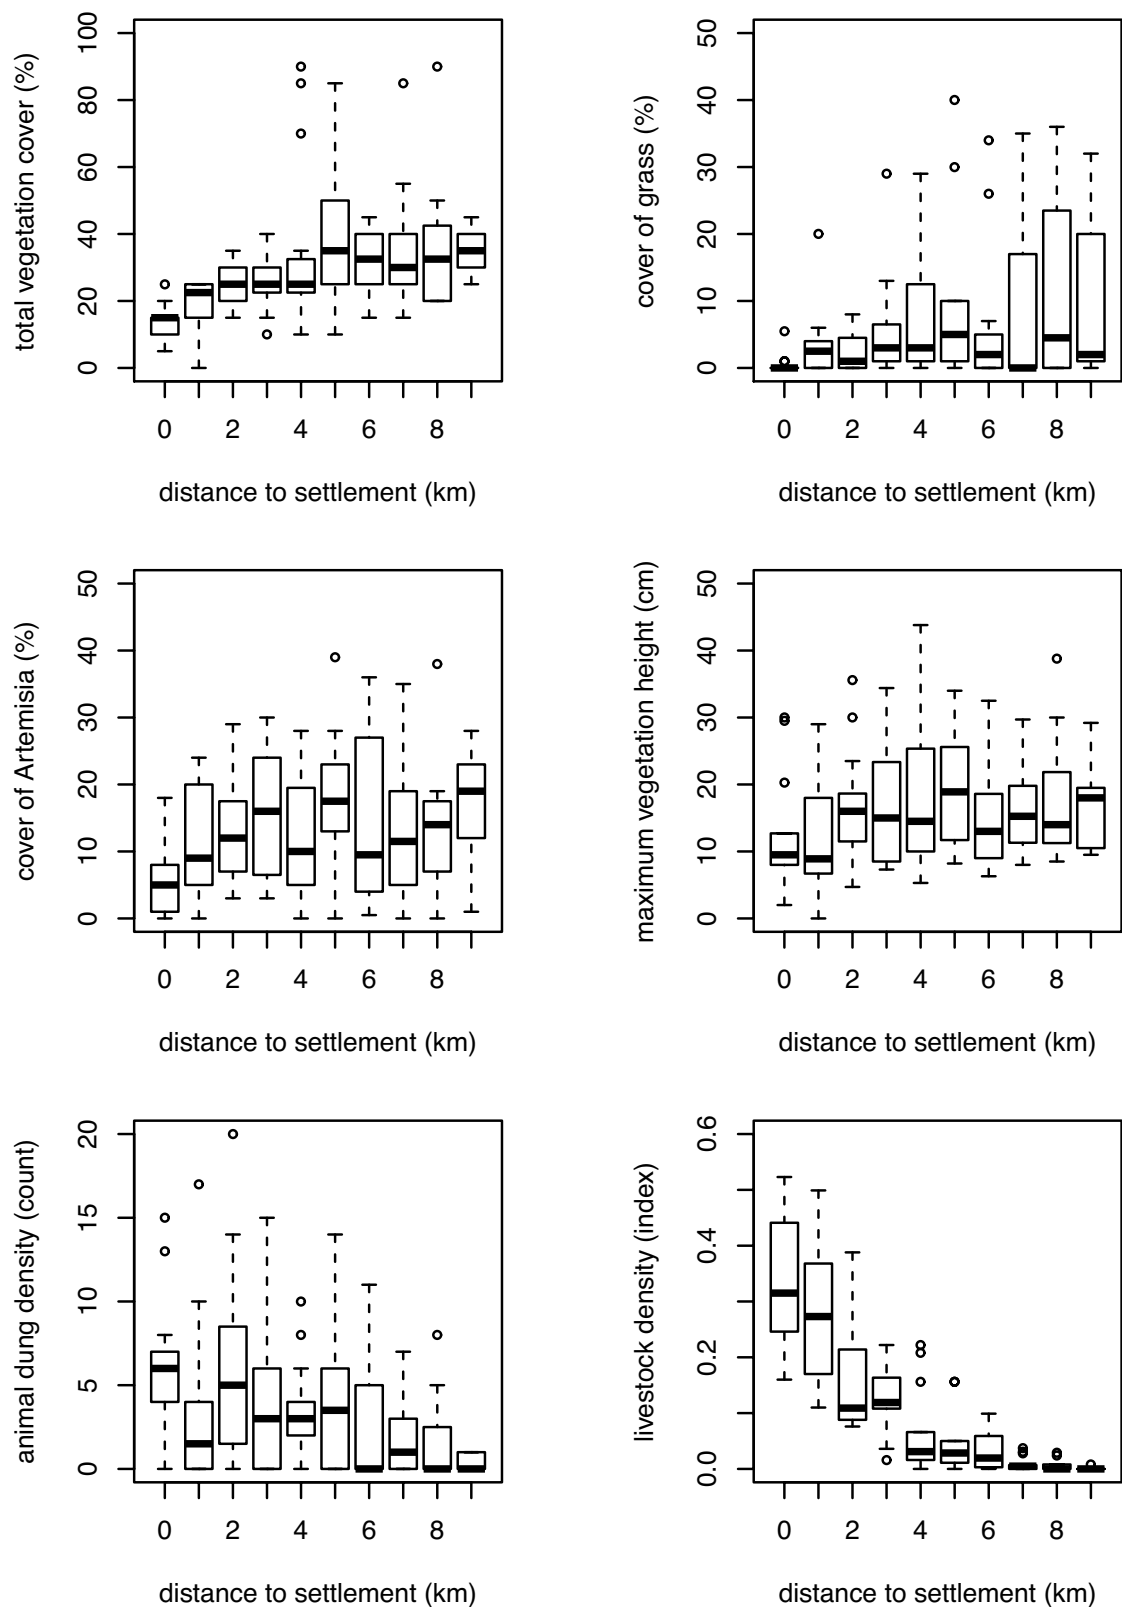 total vegetation cover (%)
0 20 40 60 80 100
0 2 4 6 8
distance to settlement (km)
cover of grass (%)
0 10 20 30 40 50
0 2 4 6 8
distance to settlement (km)
cover of Artemisia (%)
0 10 20 30 40 50
0 2 4 6 8
distance to settlement (km)
maximum vegetation height (cm)
0 10 20 30 40 50
0 2 4 6 8
distance to settlement (km)
animal dung density (count)
0 5 10 15 20
0 2 4 6 8
distance to settlement (km)
livestock density (index)
0.0 0.2 0.4 0.6
0 2 4 6 8
distance to settlement (km)